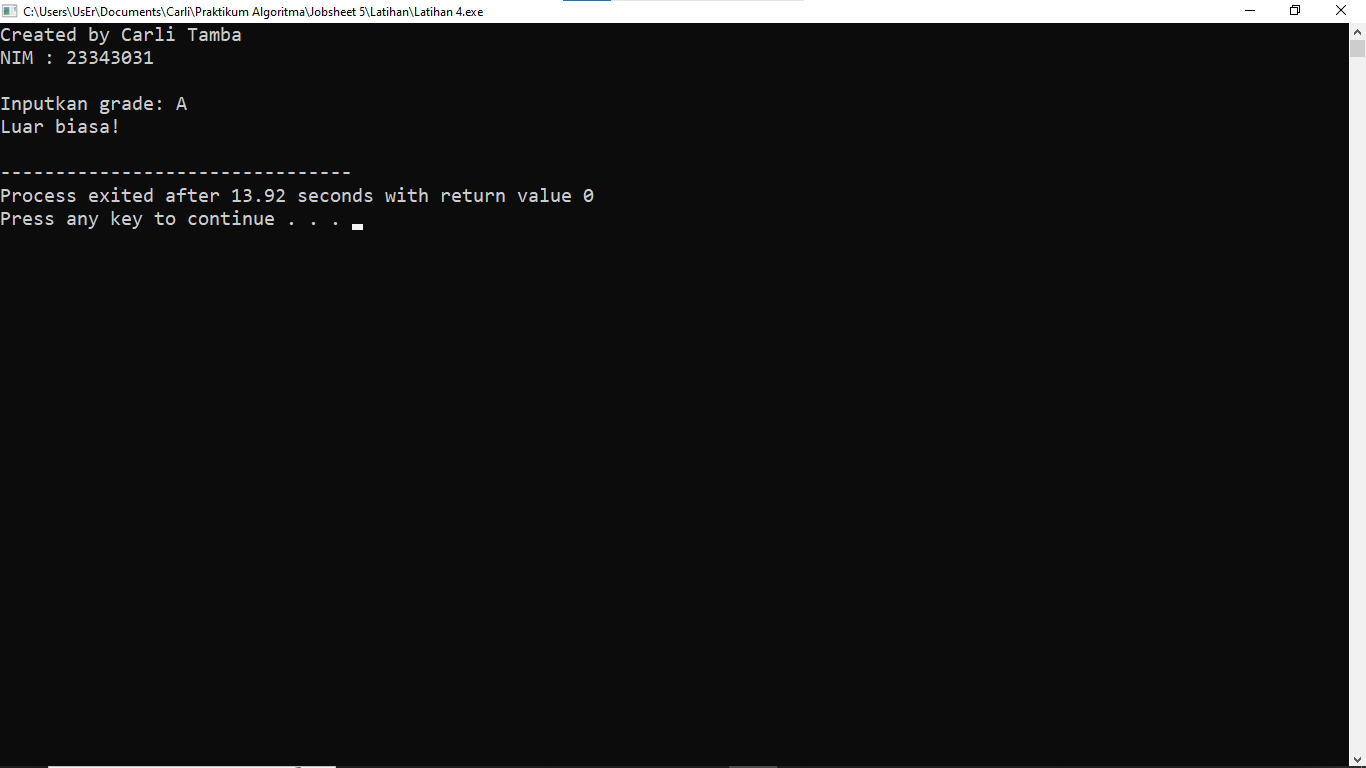 C:\Users\UsEr\Documents\Carli\Praktikum Algoritma\Jobsheet 5\Latihan\Latihan 4.exe
Created by Carli Tamba
NIM : 23343031
Inputkan grade: A
Luar biasa!
--------------------------------
Process exited after 13.92 seconds with return value 0
Press any key to continue . . .